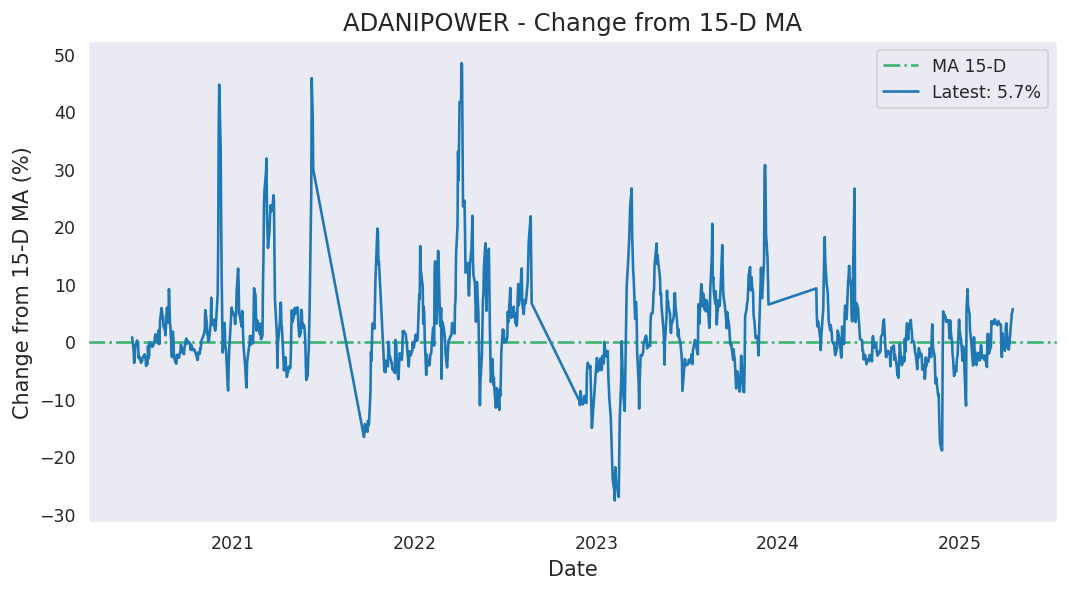 ADANIPOWER - Change from 15-D MA
MA 15-D
Latest: 5.7%
Change from 15-D MA (%)
50
40
30
20
10
0
−10
−20
−30
2021
2022
2023
2024
2025
Date